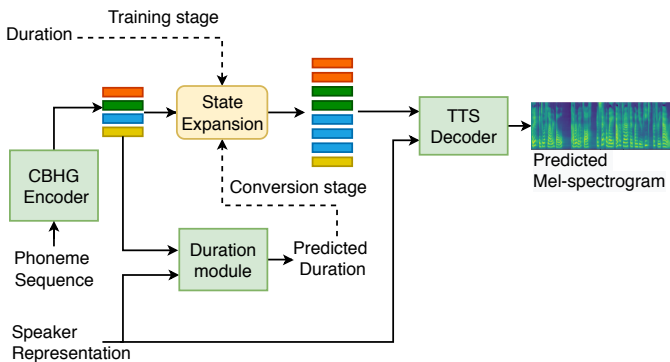 Training stage
Duration
State
Expansion
TTS
Decoder
CBHG
Encoder
Predicted
Mel-spectrogram
Conversion stage
Phoneme
Sequence
Duration
module
Predicted
Duration
Speaker
Representation